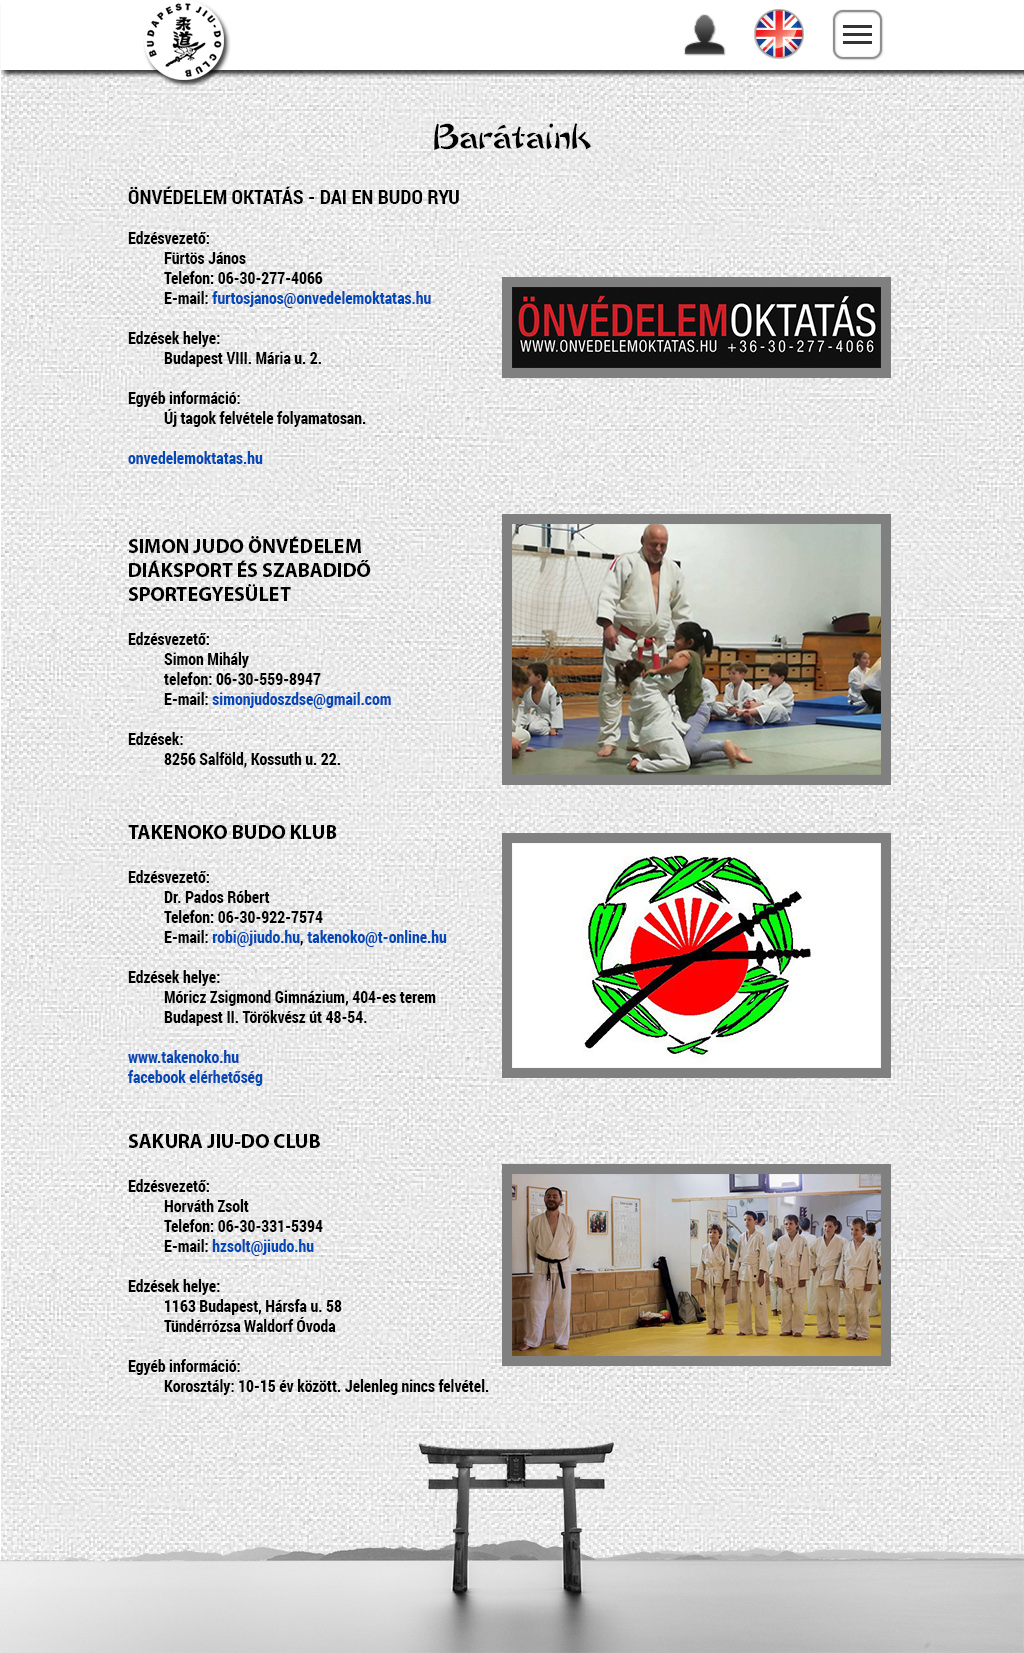 BUDAPEST JIU-DO CLUB
柔道
Barátaink
ÖNVÉDELEM OKTATÁS - DAI EN BUDO RYU
Edzésvezető:
Fürtös János
Telefon: 06-30-277-4066
E-mail: furtosjanos@onvedelemoktatas.hu
Edzések helye:
Budapest VIII. Mária u. 2.
Egyéb információ:
Új tagok felvétele folyamatosan.
onvedelemoktatas.hu
ÖNVÉDELEMOKTATÁS
WWW.ONVEDELEMOKTATAS.HU +36-30-277-4066
SIMON JUDO ÖNVÉDELEM
DIÁKSPORT ÉS SZABADIDŐ
SPORTEGYESÜLET
Edzésvezető:
Simon Mihály
telefon: 06-30-559-8947
E-mail: simonjudoszdse@gmail.com
Edzések:
8256 Salföld, Kossuth u. 22.
TAKENOKO BUDO KLUB
Edzésvezető:
Dr. Pados Róbert
Telefon: 06-30-922-7574
E-mail: robi@jiudo.hu, takenoko@t-online.hu
Edzések helye:
Móricz Zsigmond Gimnázium, 404-es terem
Budapest II. Törökvész út 48-54.
www.takenoko.hu
facebook elérhetőség
SAKURA JIU-DO CLUB
Edzésvezető:
Horváth Zsolt
Telefon: 06-30-331-5394
E-mail: hzsolt@jiudo.hu
Edzések helye:
1163 Budapest, Hársfa u. 58
Tündérrózsa Waldorf Óvoda
Egyéb információ:
Korosztály: 10-15 év között. Jelenleg nincs felvétel.